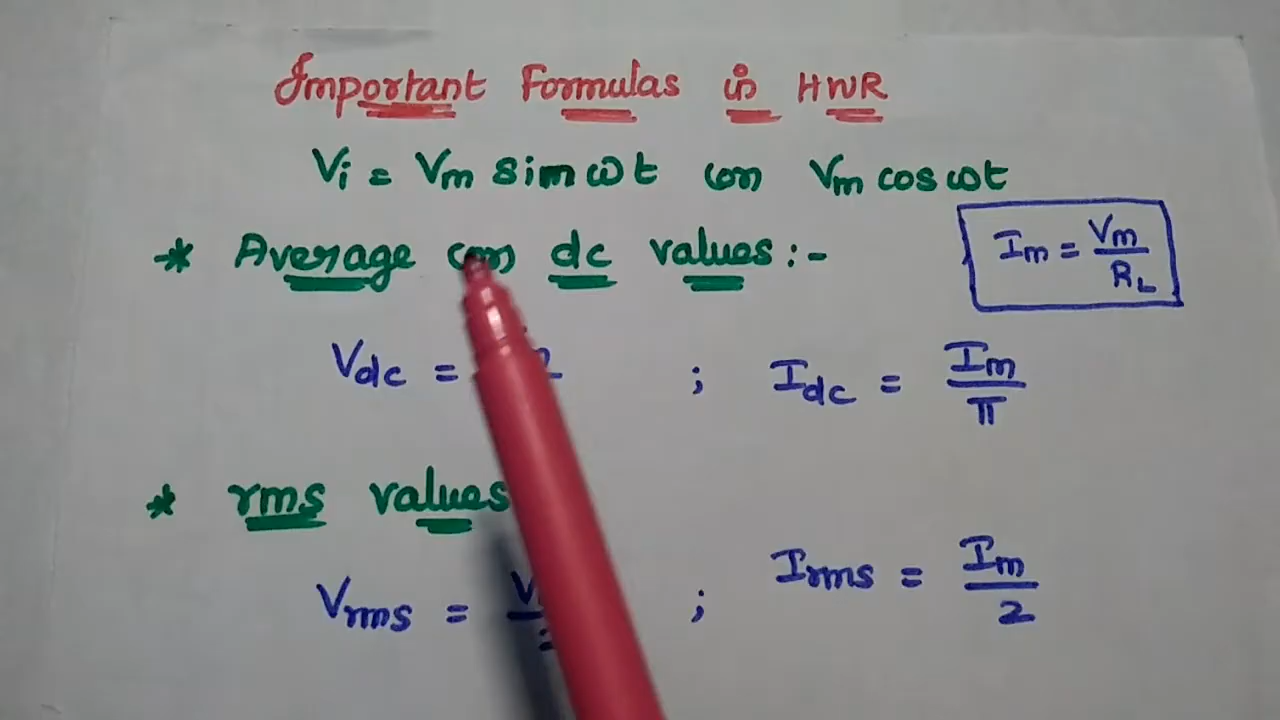 Important Formulas in HWR
Vi = Vm sin ωt (or) Vm cos ωt
* Average (or) dc values :-
Im = Vm / RL
Vdc = ; Idc = Im / π
* rms values
Vrms = ; Irms = Im / 2